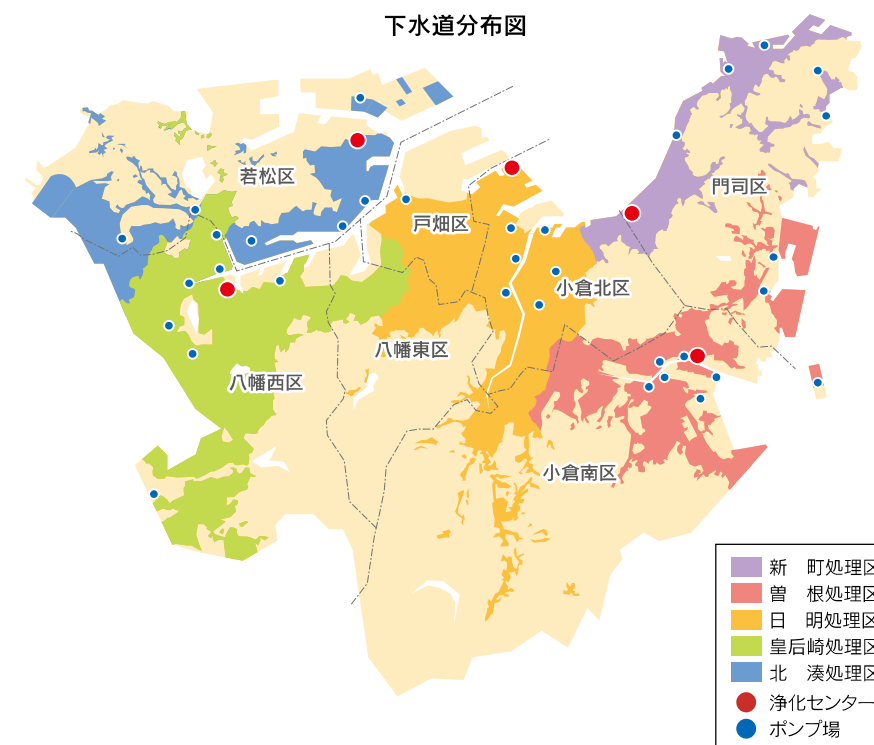 下水道分布図
若松区
門司区
戸畑区
小倉北区
八幡東区
八幡西区
小倉南区
新　町処理区
曽　根処理区
日　明処理区
皇后崎処理区
北　湊処理区
浄化センター
ポンプ場